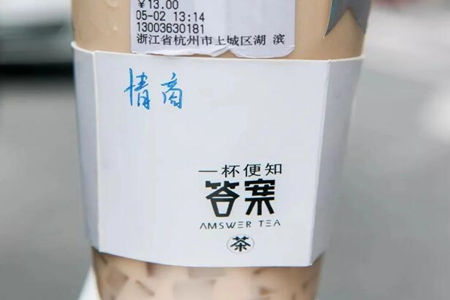 ¥13.00
05-02 13:14
13003630181
浙江省杭州市上城区湖 滨
情商
一杯便知
答案
AMSWER TEA
茶